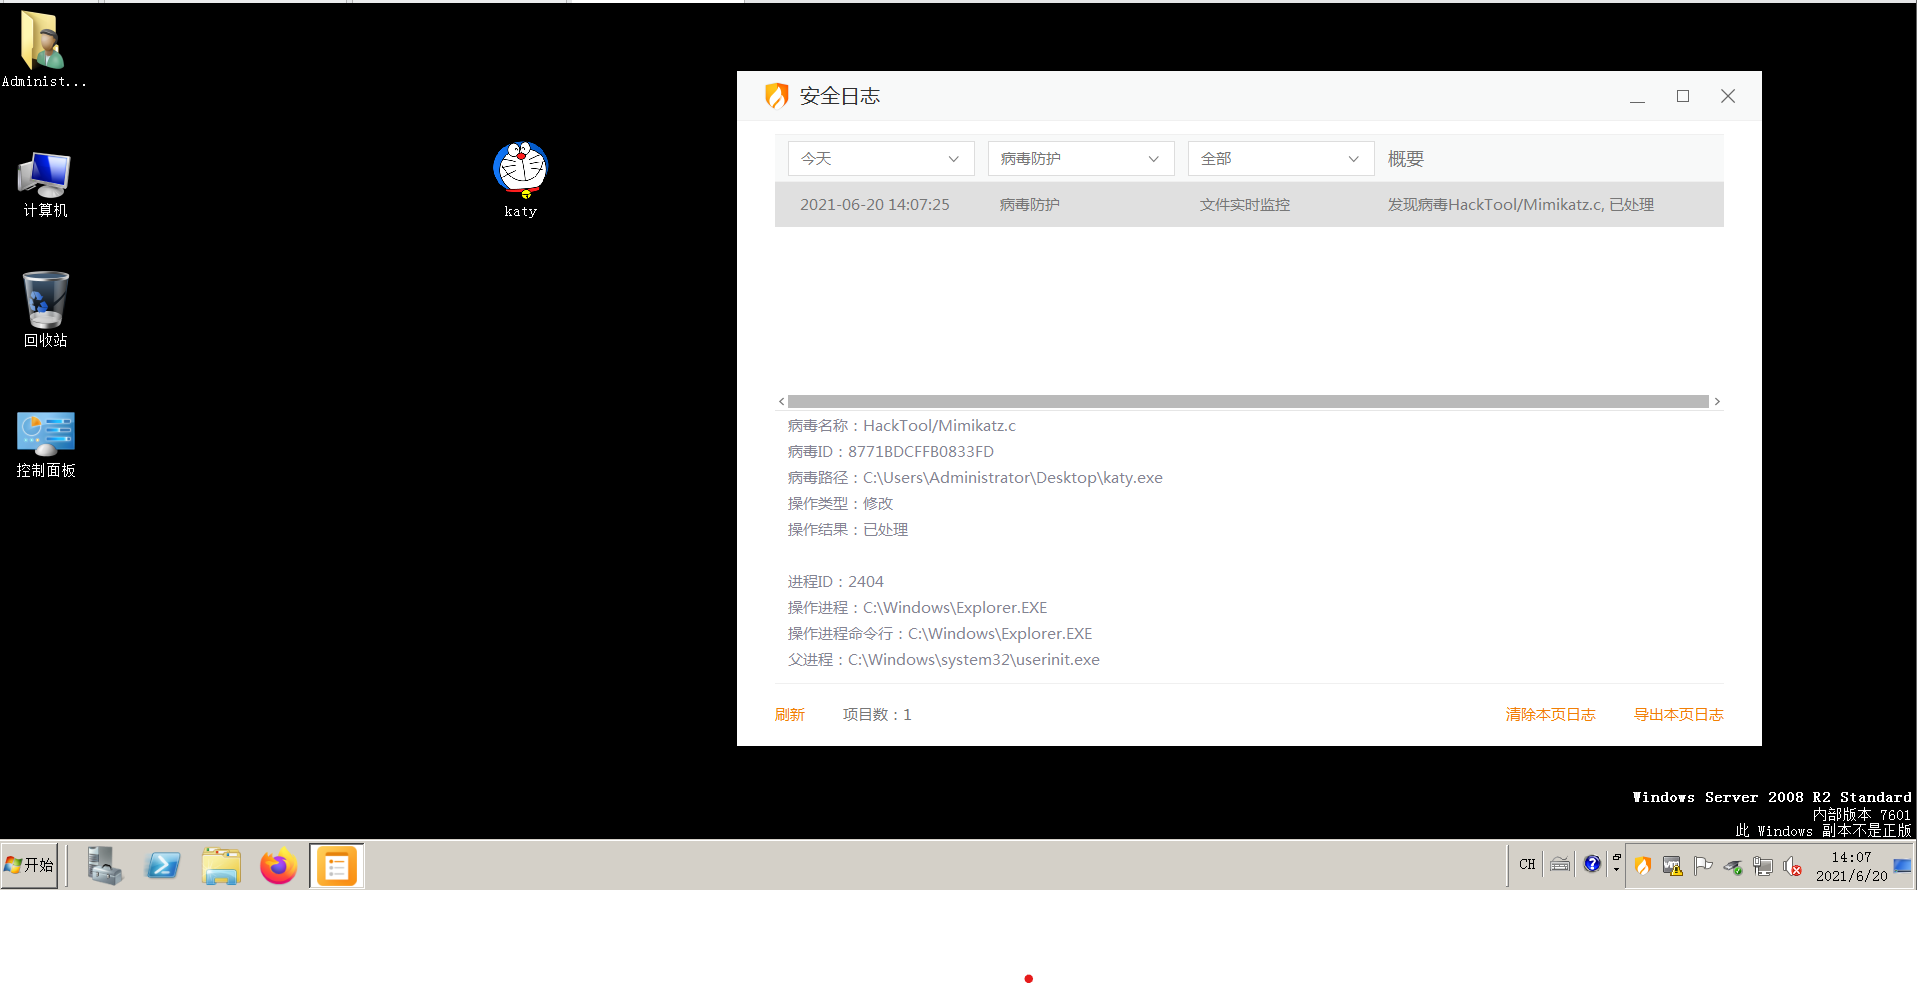 Administ...
计算机
回收站
控制面板
katy
安全日志
今天 病毒防护 全部 概要
2021-06-20 14:07:25 病毒防护 文件实时监控 发现病毒HackTool/Mimikatz.c, 已处理
病毒名称：HackTool/Mimikatz.c
病毒ID：8771BDCFFB0833FD
病毒路径：C:\Users\Administrator\Desktop\katy.exe
操作类型：修改
操作结果：已处理
进程ID：2404
操作进程：C:\Windows\Explorer.EXE
操作进程命令行：C:\Windows\Explorer.EXE
父进程：C:\Windows\system32\userinit.exe
刷新 项目数：1 清除本页日志 导出本页日志
Windows Server 2008 R2 Standard
内部版本 7601
此 Windows 副本不是正版
开始 CH 14:07
2021/6/20